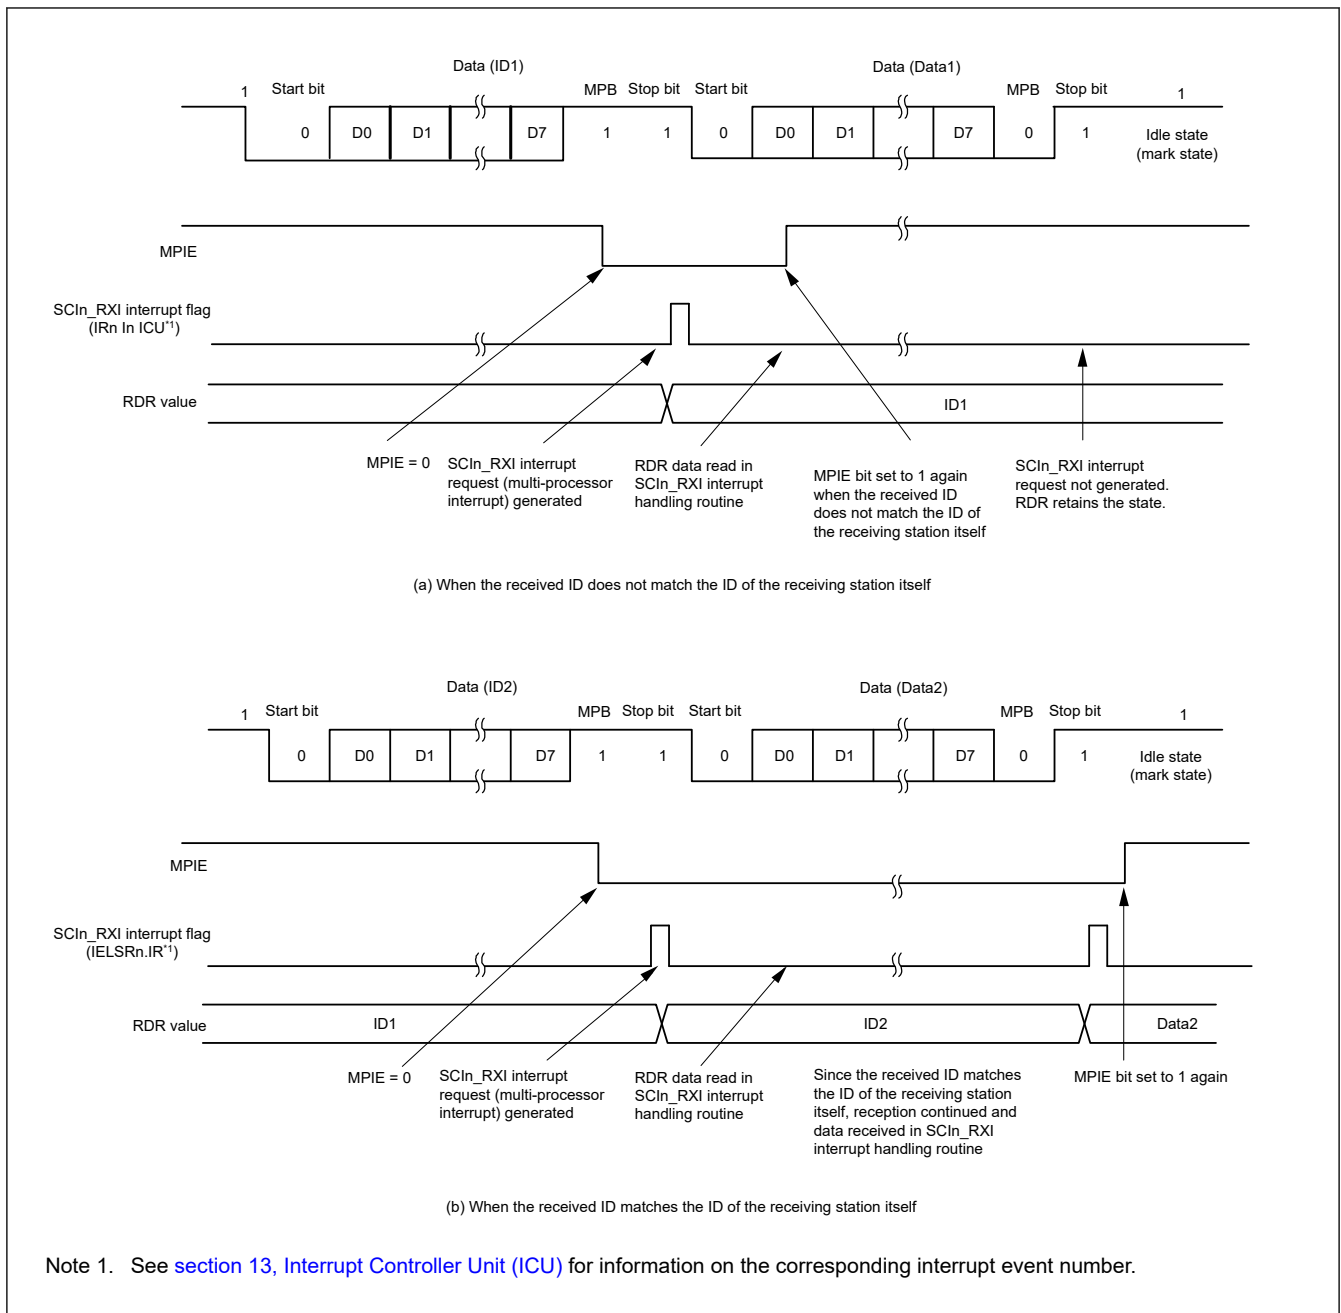 Data (ID1) Data (Data1)
1 Start bit MPB Stop bit Start bit MPB Stop bit 1
0 D0 D1 D7 1 1 0 D0 D1 D7 0 1 Idle state
(mark state)
MPIE
SCIn_RXI interrupt flag
(IRn In ICU*1)
RDR value ID1
MPIE = 0
SCIn_RXI interrupt
request (multi-processor
interrupt) generated
RDR data read in
SCIn_RXI interrupt
handling routine
MPIE bit set to 1 again
when the received ID
does not match the ID of
the receiving station itself
SCIn_RXI interrupt
request not generated.
RDR retains the state.
(a) When the received ID does not match the ID of the receiving station itself
Data (ID2) Data (Data2)
1 Start bit MPB Stop bit Start bit MPB Stop bit 1
0 D0 D1 D7 1 1 0 D0 D1 D7 0 1 Idle state
(mark state)
MPIE
SCIn_RXI interrupt flag
(IELSRn.IR*1)
RDR value ID1 ID2 Data2
MPIE = 0
SCIn_RXI interrupt
request (multi-processor
interrupt) generated
RDR data read in
SCIn_RXI interrupt
handling routine
Since the received ID matches
the ID of the receiving station
itself, reception continued and
data received in SCIn_RXI
interrupt handling routine
MPIE bit set to 1 again
(b) When the received ID matches the ID of the receiving station itself
Note 1. See section 13, Interrupt Controller Unit (ICU) for information on the corresponding interrupt event number.